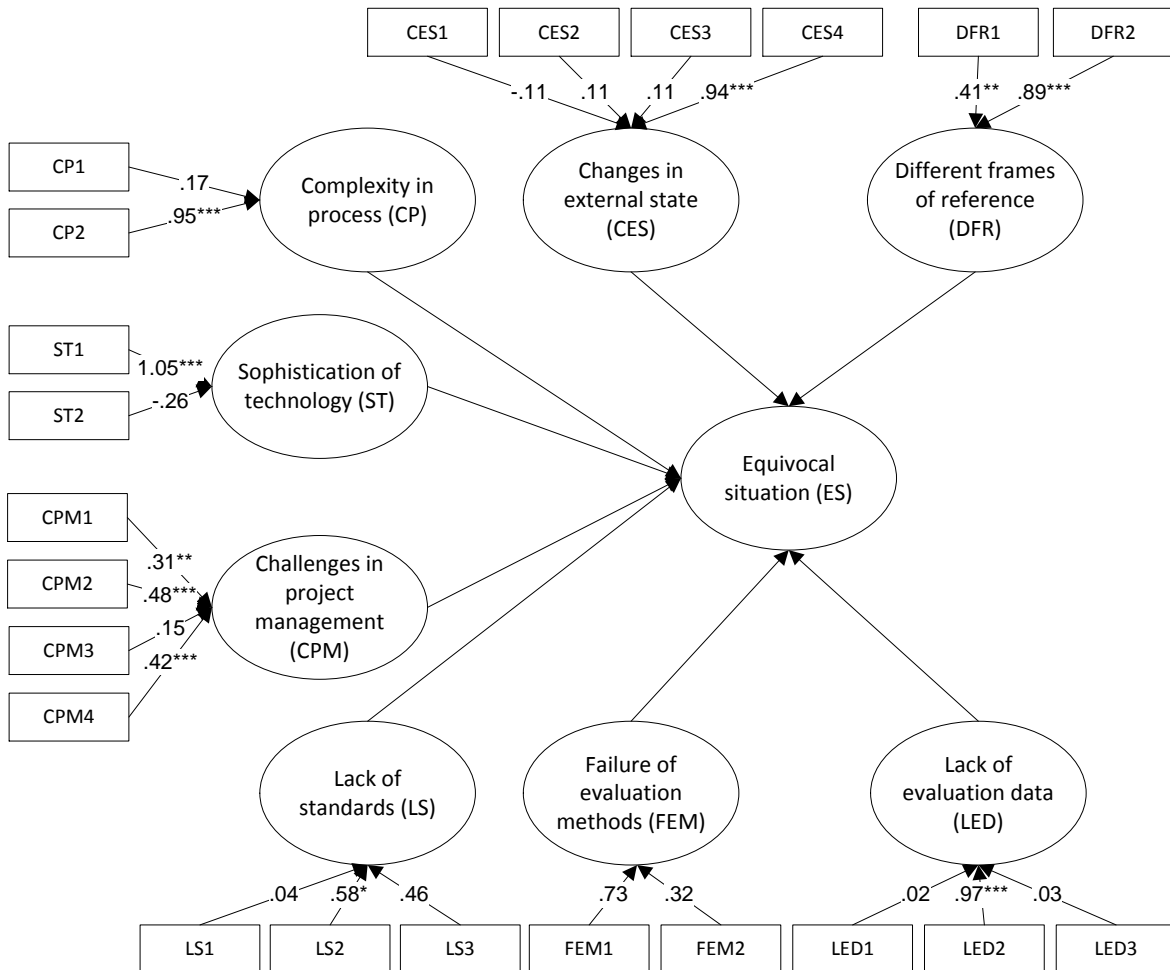 CES1
CES2
CES3
CES4
DFR1
DFR2
-.11
.11
.11
.94***
.41**
.89***
CP1
CP2
.17
.95***
Complexity in
process (CP)
Changes in
external state
(CES)
Different frames
of reference
(DFR)
ST1
ST2
1.05***
-.26
Sophistication of
technology (ST)
Equivocal
situation (ES)
CPM1
CPM2
CPM3
CPM4
.31**
.48***
.15
.42***
Challenges in
project
management
(CPM)
Lack of
standards (LS)
Failure of
evaluation
methods (FEM)
Lack of
evaluation data
(LED)
.04
.58*
.46
.73
.32
.02
.97***
.03
LS1
LS2
LS3
FEM1
FEM2
LED1
LED2
LED3